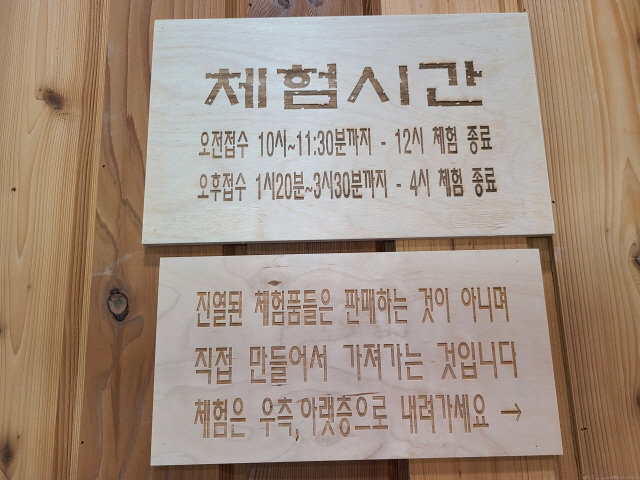 체험시간
오전접수 10시~11:30분까지 - 12시 체험 종료
오후접수 1시20분~3시30분까지 - 4시 체험 종료
진열된 체험품들은 판매하는 것이 아니며
직접 만들어서 가져가는 것입니다
체험은 우측,아랫층으로 내려가세요 →